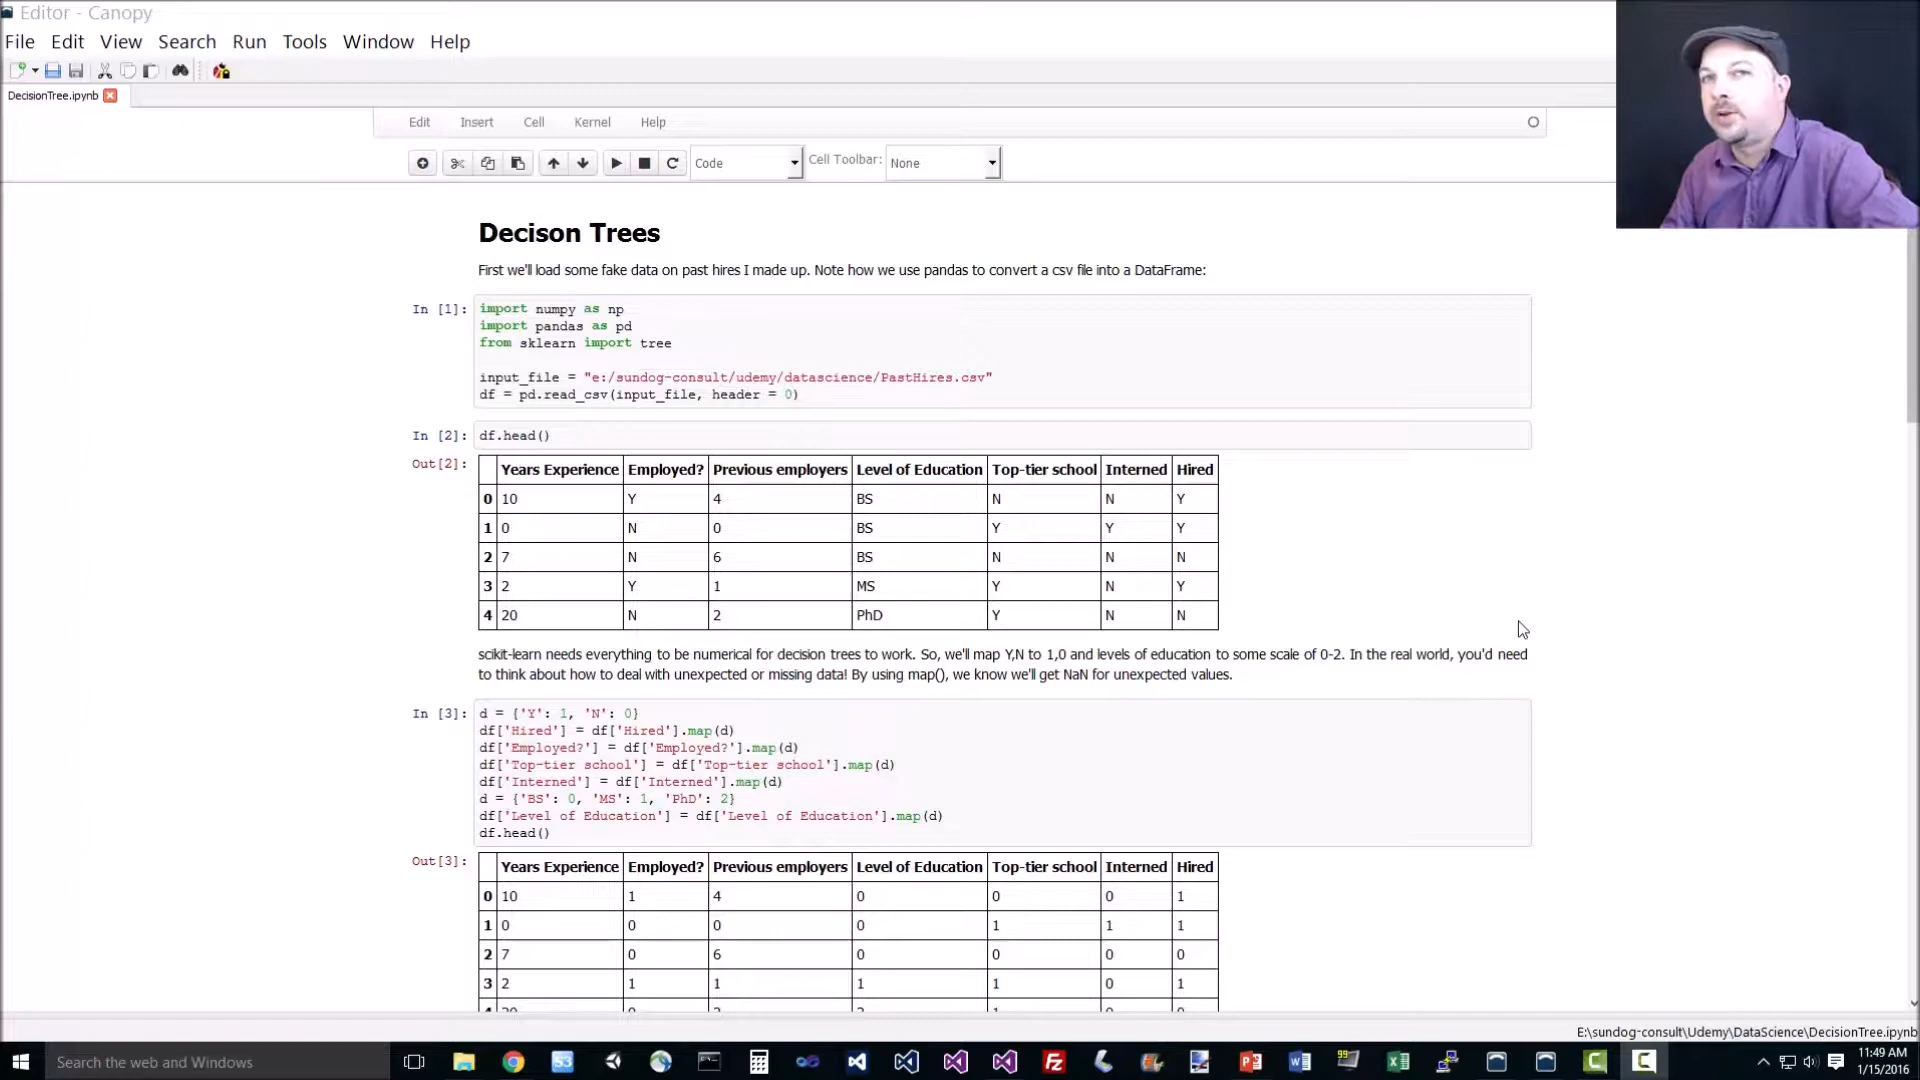 Editor - Canopy
File Edit View Search Run Tools Window Help
DecisionTree.ipynb
Edit Insert Cell Kernel Help
Code Cell Toolbar: None
Decison Trees
First we'll load some fake data on past hires I made up. Note how we use pandas to convert a csv file into a DataFrame:
In [1]: import numpy as np
import pandas as pd
from sklearn import tree
input_file = "e:/sundog-consult/udemy/datascience/PastHires.csv"
df = pd.read_csv(input_file, header = 0)
In [2]: df.head()
Out[2]: Years Experience Employed? Previous employers Level of Education Top-tier school Interned Hired
0 10 Y 4 BS N N Y
1 0 N 0 BS Y Y Y
2 7 N 6 BS N N N
3 2 Y 1 MS Y N Y
4 20 N 2 PhD Y N N
scikit-learn needs everything to be numerical for decision trees to work. So, we'll map Y,N to 1,0 and levels of education to some scale of 0-2. In the real world, you'd need
to think about how to deal with unexpected or missing data! By using map(), we know we'll get NaN for unexpected values.
In [3]: d = {'Y': 1, 'N': 0}
df['Hired'] = df['Hired'].map(d)
df['Employed?'] = df['Employed?'].map(d)
df['Top-tier school'] = df['Top-tier school'].map(d)
df['Interned'] = df['Interned'].map(d)
d = {'BS': 0, 'MS': 1, 'PhD': 2}
df['Level of Education'] = df['Level of Education'].map(d)
df.head()
Out[3]: Years Experience Employed? Previous employers Level of Education Top-tier school Interned Hired
0 10 1 4 0 0 0 1
1 0 0 0 0 1 1 1
2 7 0 6 0 0 0 0
3 2 1 1 1 1 0 1
E:\sundog-consult\Udemy\DataScience\DecisionTree.ipynb
Search the web and Windows
11:49 AM
1/15/2016